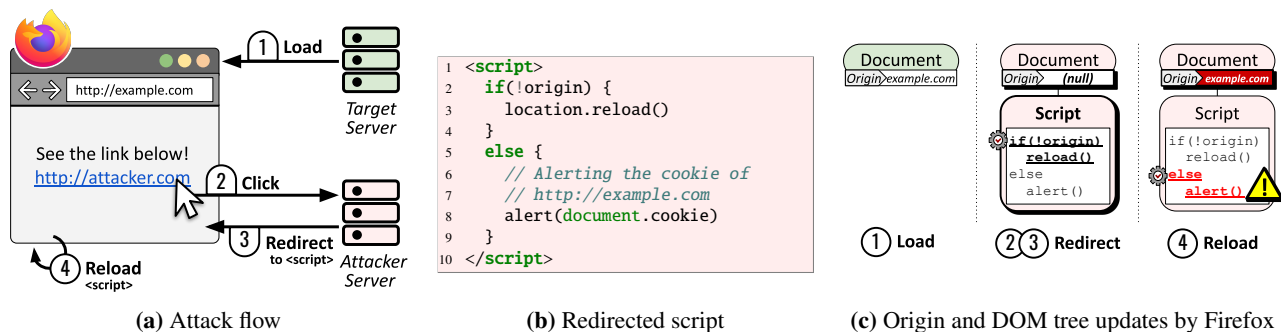 http://example.com
See the link below!
http://attacker.com
1 Load
Target
Server
2 Click
3 Redirect
to <script>
Attacker
Server
4 Reload
<script>
(a) Attack flow
1 <script>
2 if(!origin) {
3 location.reload()
4 }
5 else {
6 // Alerting the cookie of
7 // http://example.com
8 alert(document.cookie)
9 }
10 </script>
(b) Redirected script
Document
Origin example.com
1 Load
Document
Origin (null)
Script
if(!origin)
reload()
else
alert()
2 3 Redirect
Document
Origin example.com
Script
if(!origin)
reload()
else
alert()
!
4 Reload
(c) Origin and DOM tree updates by Firefox